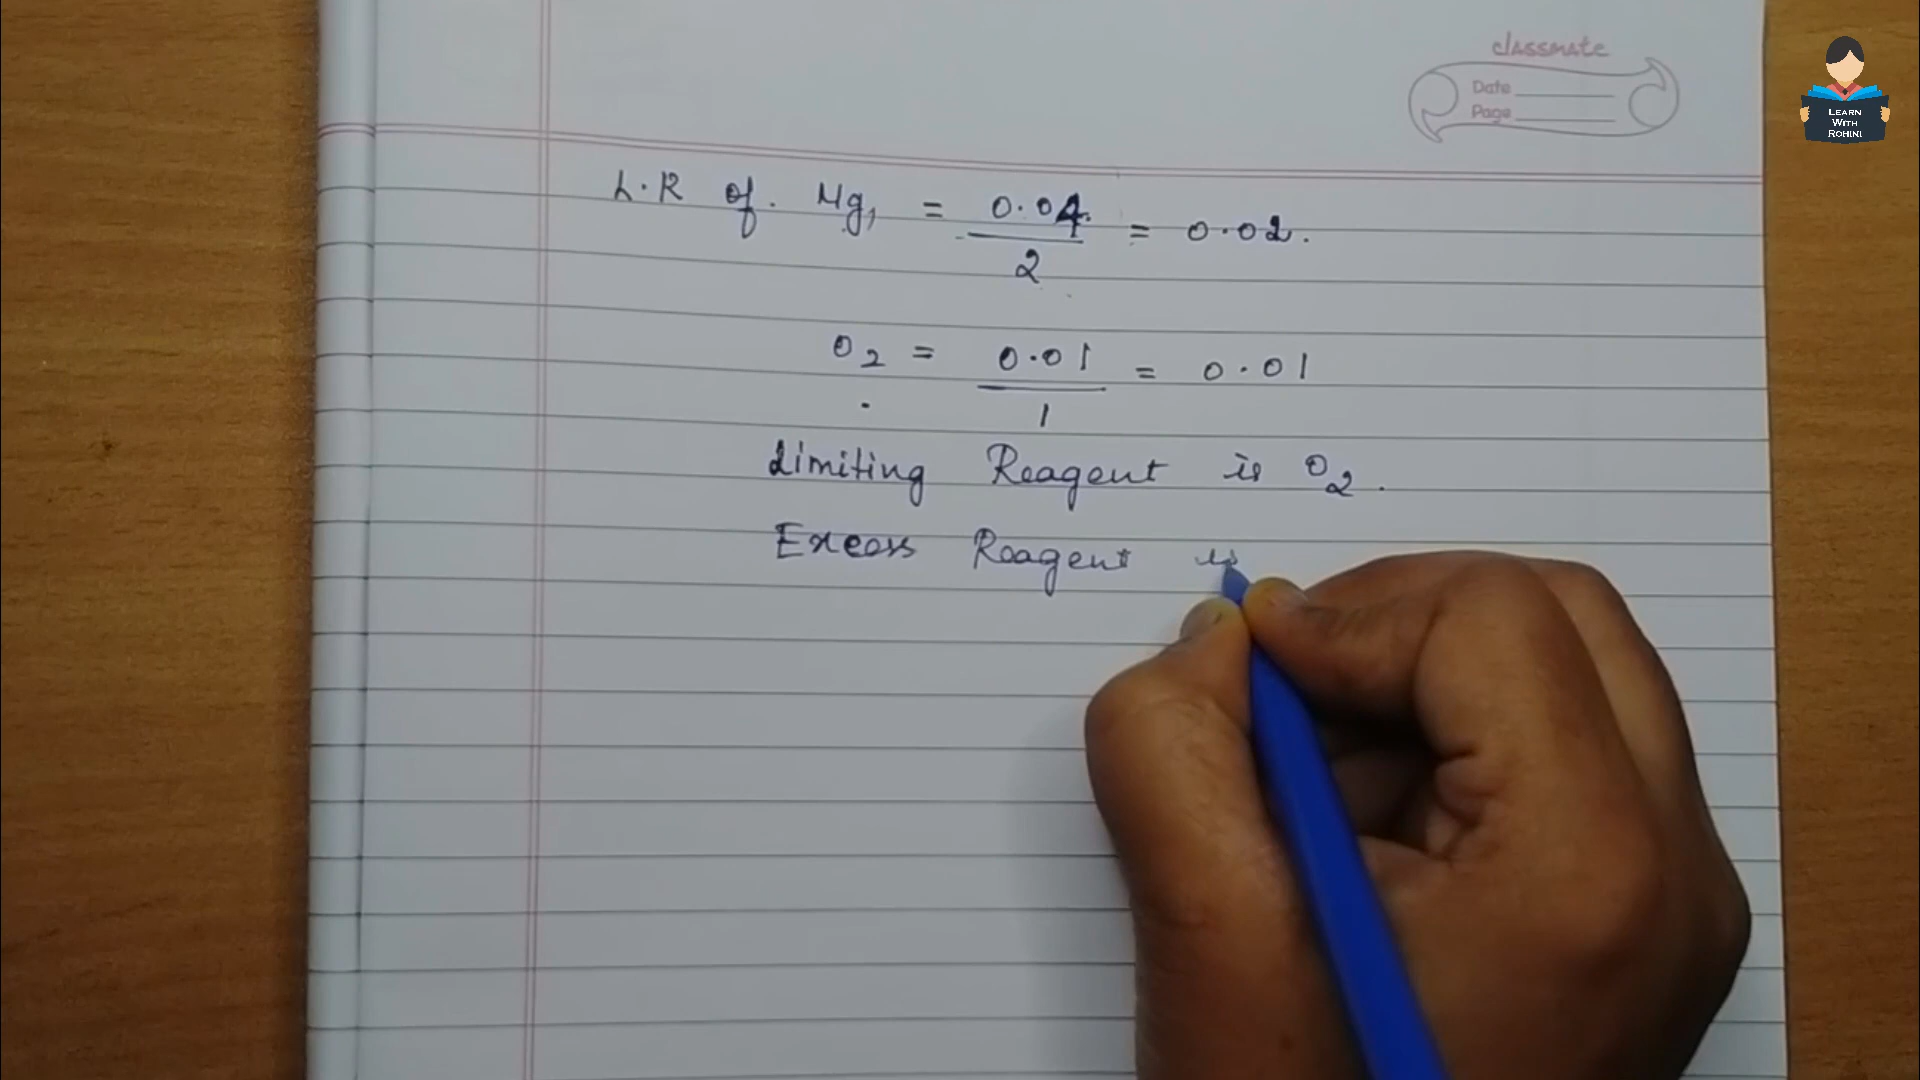 classmate
Date
Page
LEARN
WITH
ROHINI
L.R of. Mg, = 0.04 / 2 = 0.02.
O2 = 0.01 / 1 = 0.01
Limiting Reagent is O2.
Excess Reagent is